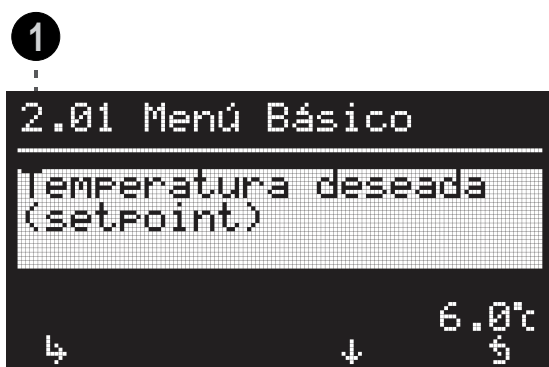 1
2.01 Menú Básico
Temperatura deseada
(setpoint)
6.0°c